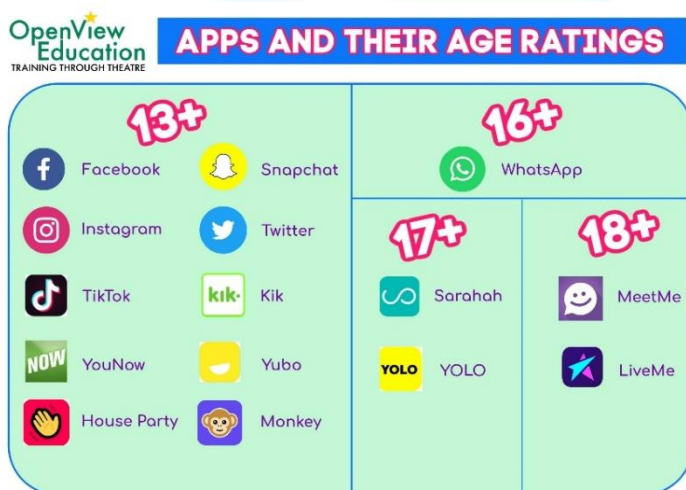 OpenView
Education
TRAINING THROUGH THEATRE
APPS AND THEIR AGE RATINGS
13+
Facebook
Snapchat
Instagram
Twitter
TikTok
kik·
Kik
NOW
YouNow
Yubo
House Party
Monkey
16+
WhatsApp
17+
Sarahah
YOLO
YOLO
18+
MeetMe
LiveMe